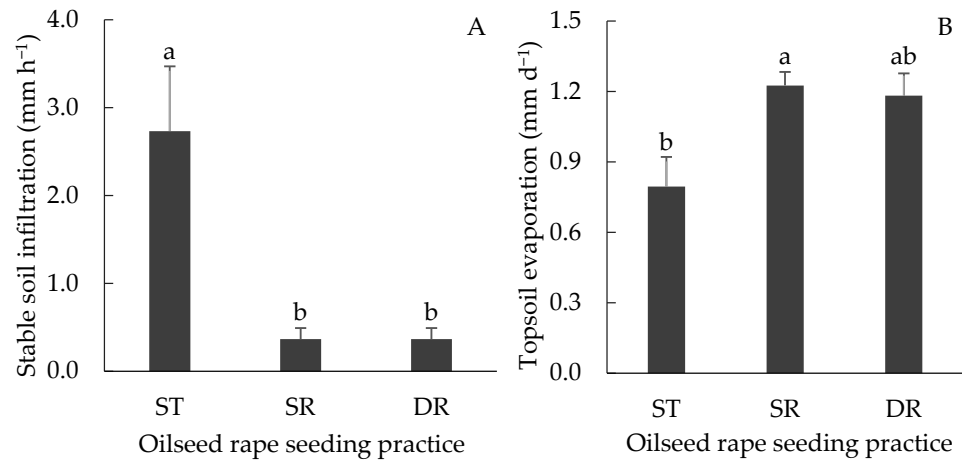 A
Stable soil infiltration (mm h⁻¹)
4.0
3.0
2.0
1.0
0.0
a
b
b
ST SR DR
Oilseed rape seeding practice
B
Topsoil evaporation (mm d⁻¹)
1.5
1.2
0.9
0.6
0.3
0.0
b
a
ab
ST SR DR
Oilseed rape seeding practice